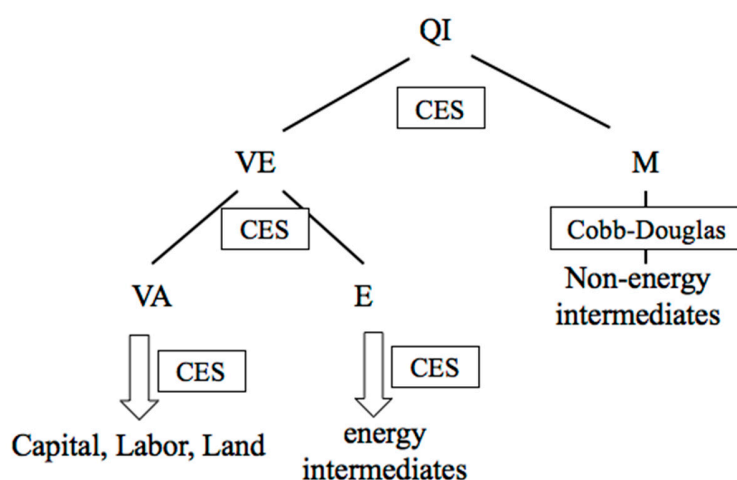 QI
CES
VE
M
CES
Cobb-Douglas
VA
E
Non-energy
intermediates
CES
CES
Capital, Labor, Land
energy
intermediates